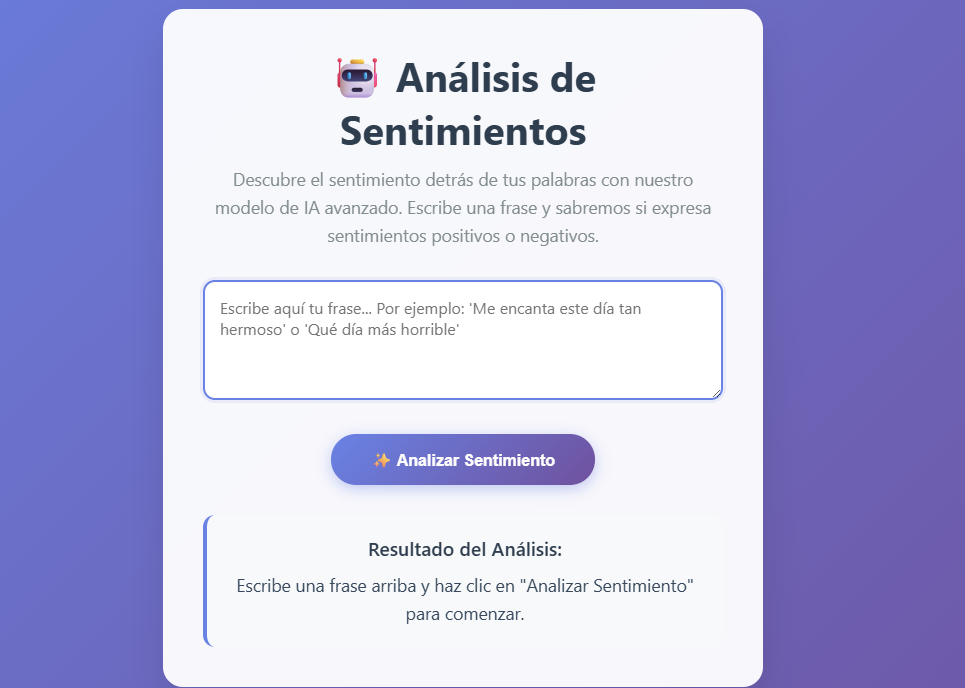 Análisis de
Sentimientos
Descubre el sentimiento detrás de tus palabras con nuestro
modelo de IA avanzado. Escribe una frase y sabremos si expresa
sentimientos positivos o negativos.
Escribe aquí tu frase... Por ejemplo: 'Me encanta este día tan
hermoso' o 'Qué día más horrible'
✨ Analizar Sentimiento
Resultado del Análisis:
Escribe una frase arriba y haz clic en "Analizar Sentimiento"
para comenzar.